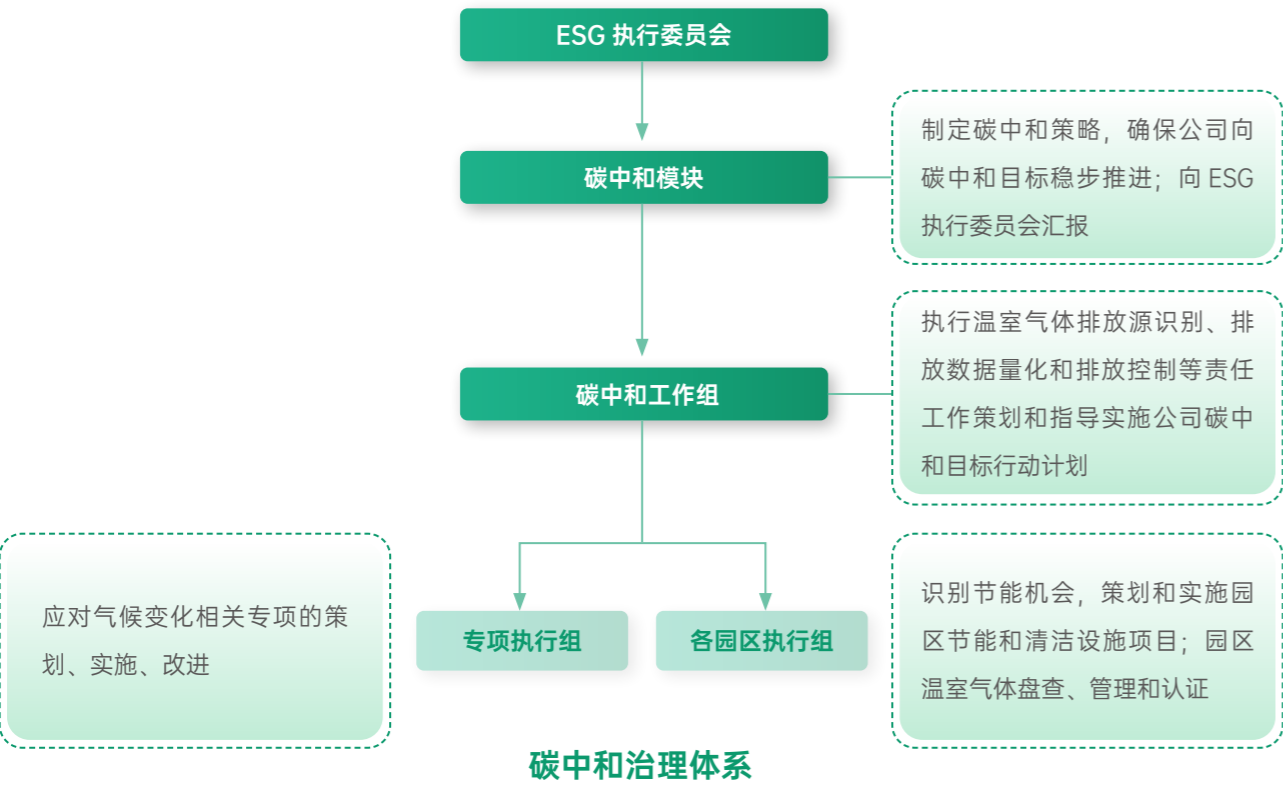 ESG 执行委员会
碳中和模块
制定碳中和策略，确保公司向
碳中和目标稳步推进；向 ESG
执行委员会汇报
碳中和工作组
执行温室气体排放源识别、排
放数据量化和排放控制等责任
工作策划和指导实施公司碳中
和目标行动计划
应对气候变化相关专项的策
划、实施、改进
专项执行组
各园区执行组
识别节能机会，策划和实施园
区节能和清洁设施项目；园区
温室气体盘查、管理和认证
碳中和治理体系